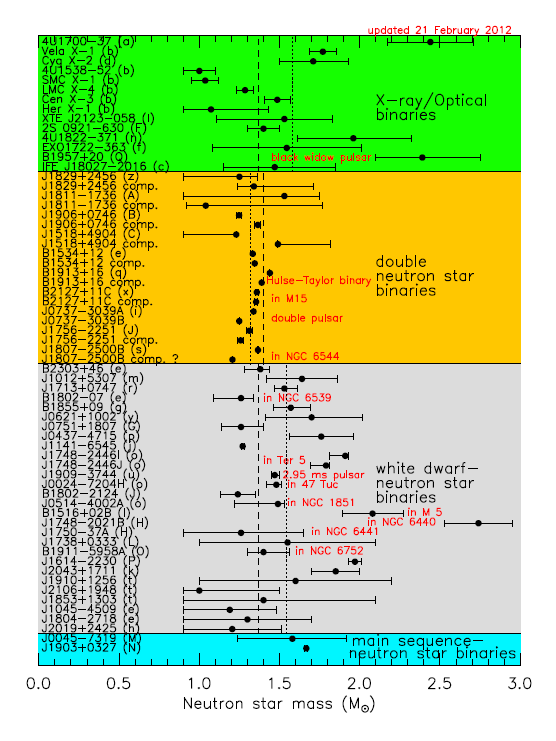 updated 21 February 2012
4U1700-37 (a)
Vela X-1 (b)
Cyg X-2 (d)
4U1538-52 (b)
SMC X-1 (b)
LMC X-4 (b)
Cen X-3 (b)
Her X-1 (b)
XTE J2123-058 (l)
2S 0921-630 (F)
4U1822-371 (n)
EXO1722-363 (f)
B1957+20 (Q) black widow pulsar
IFE J18027-2016 (c)
X-ray/Optical
binaries
J1829+2456 (z)
J1829+2456 comp.
J1811-1736 (A)
J1811-1736 comp.
J1906+0746 (B)
J1906+0746 comp.
J1518+4904 (C)
J1518+4904 comp.
B1534+12 (e)
B1534+12 comp.
B1913+16 (q)
B1913+16 comp. Hulse-Taylor binary
B2127+11C (x)
B2127+11C comp. in M15
J0737-3039A (i)
J0737-3039B double pulsar
J1756-2251 (J)
J1756-2251 comp.
J1807-2500B (s)
J1807-2500B comp. ? in NGC 6544
double
neutron star
binaries
B2303+46 (e)
J1012+5307 (m)
J1713+0747 (r)
B1802-07 (e) in NGC 6539
B1855+09 (g)
J0621+1002 (y)
J0751+1807 (G)
J0437-4715 (p)
J1141-6545 (j)
J1748-2446I (o)
in Ter 5
J1748-2446J (o)
J1909-3744 (u) 2.95 ms pulsar
J0024-7204H (o) in 47 Tuc
B1802-2124 (J)
J0514-4002A (o) in NGC 1851
B1516+02B (I) in M 5
J1748-2021B (H) in NGC 6440
J1750-37A (H) in NGC 6441
J1738+0333 (L)
B1911-5958A (O) in NGC 6752
J1614-2230 (P)
J2043+1711 (k)
J1910+1256 (t)
J2106+1948 (t)
J1853+1303 (t)
J1045-4509 (e)
J1804-2718 (e)
J2019+2425 (h)
white dwarf-
neutron star
binaries
J0045-7319 (M)
J1903+0327 (N)
main sequence-
neutron star binaries
0.0 0.5 1.0 1.5 2.0 2.5 3.0
Neutron star mass (M☉)